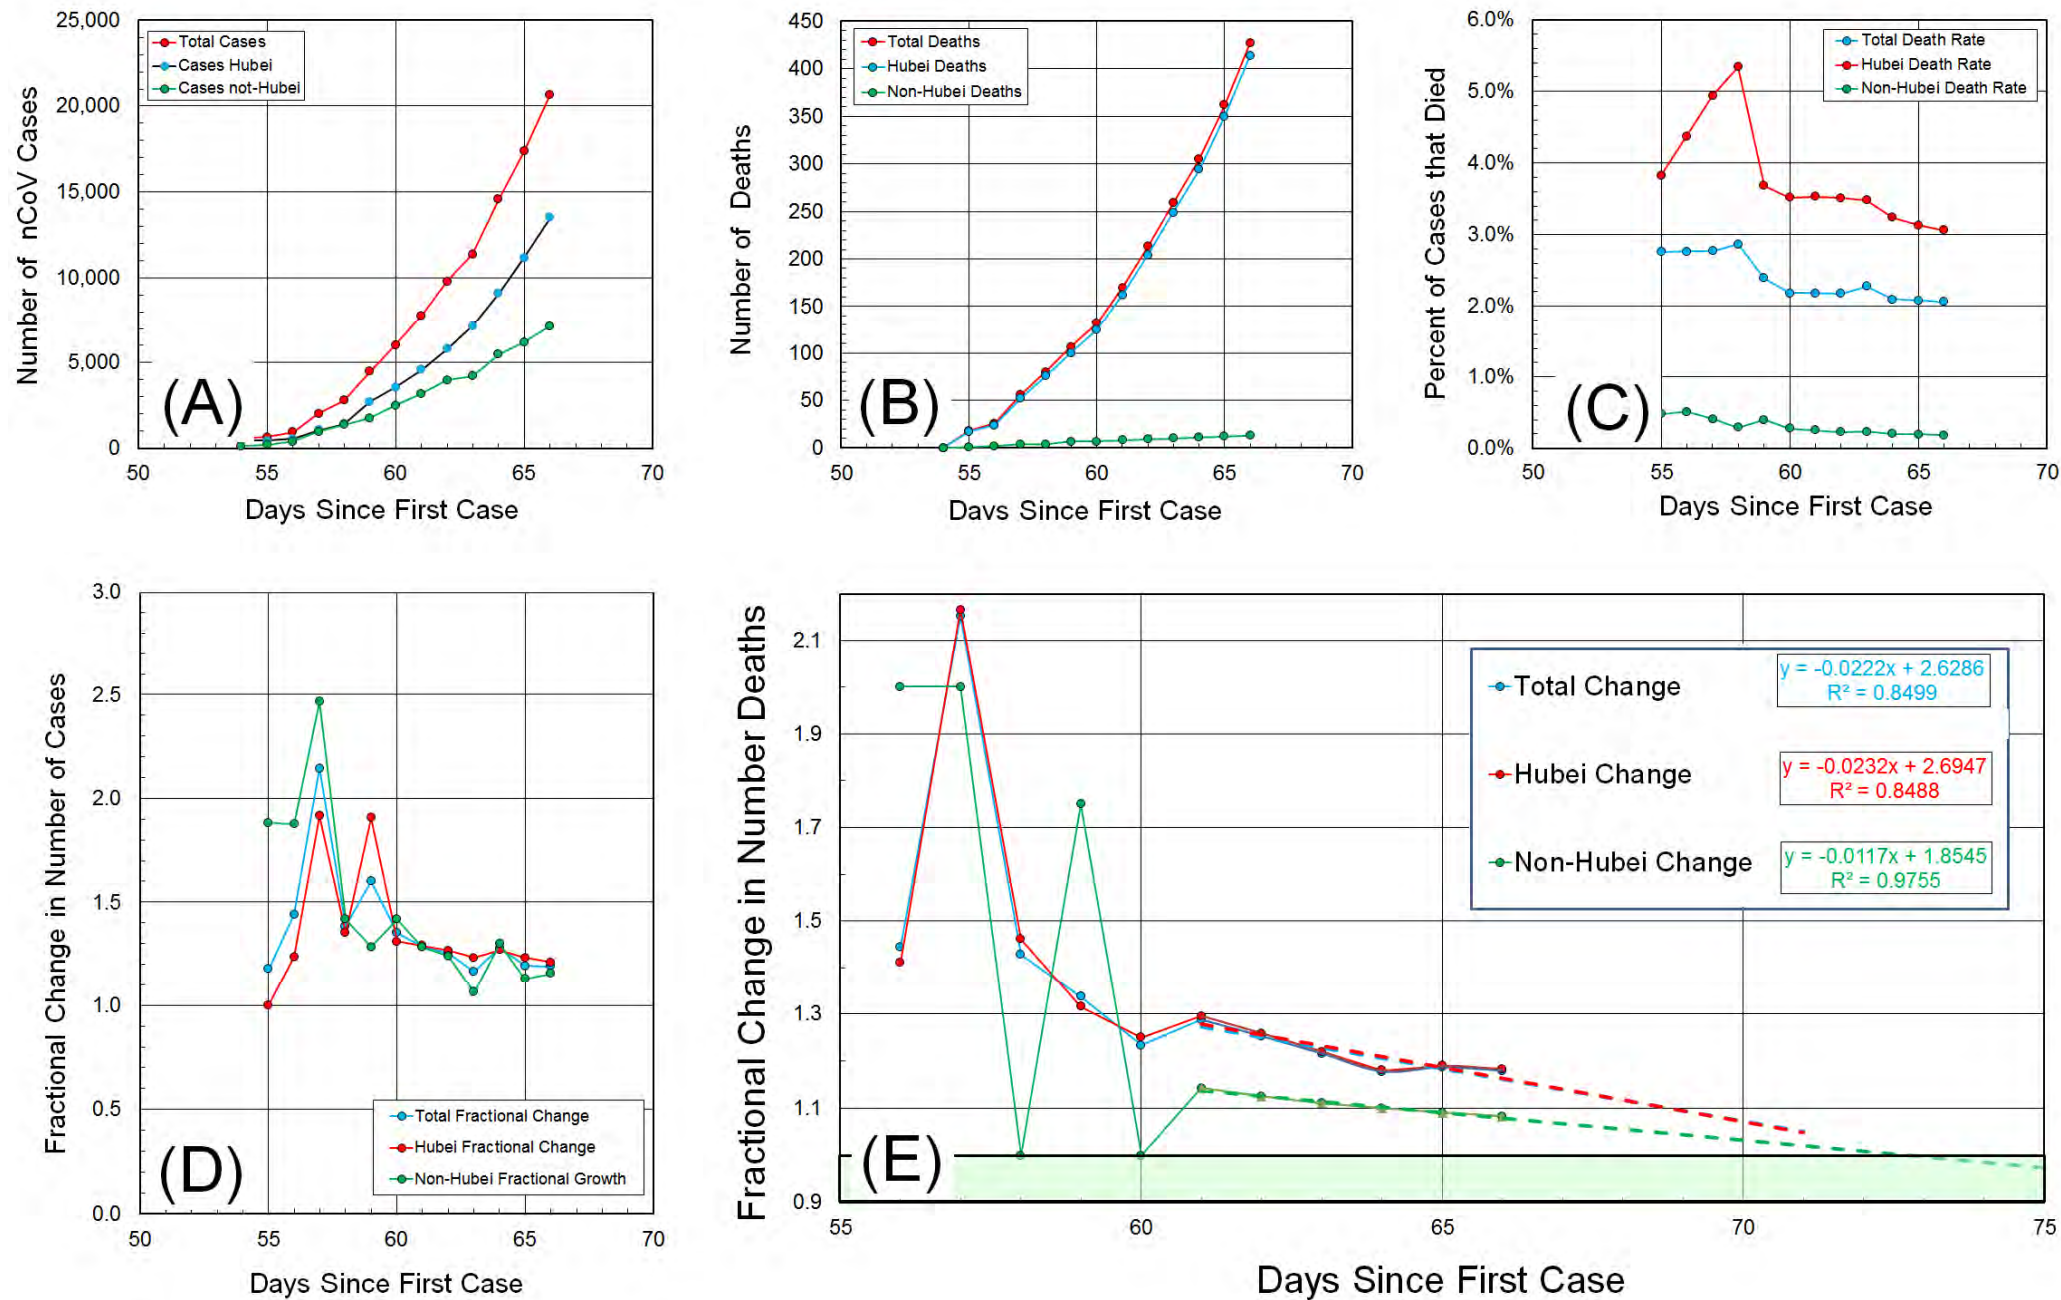 Number of nCoV Cases
25,000
20,000
15,000
10,000
5,000
0
Total Cases
Cases Hubei
Cases not-Hubei
(A)
50 55 60 65 70
Days Since First Case
Number of Deaths
450
400
350
300
250
200
150
100
50
0
Total Deaths
Hubei Deaths
Non-Hubei Deaths
(B)
50 55 60 65 70
Days Since First Case
Percent of Cases that Died
6.0%
5.0%
4.0%
3.0%
2.0%
1.0%
0.0%
Total Death Rate
Hubei Death Rate
Non-Hubei Death Rate
(C)
50 55 60 65 70
Days Since First Case
Fractional Change in Number of Cases
3.0
2.5
2.0
1.5
1.0
0.5
0.0
Total Fractional Change
Hubei Fractional Change
Non-Hubei Fractional Growth
(D)
50 55 60 65 70
Days Since First Case
Fractional Change in Number Deaths
2.1
1.9
1.7
1.5
1.3
1.1
0.9
Total Change
y = -0.0222x + 2.6286
R² = 0.8499
Hubei Change
y = -0.0232x + 2.6947
R² = 0.8488
Non-Hubei Change
y = -0.0117x + 1.8545
R² = 0.9755
(E)
55 60 65 70 75
Days Since First Case